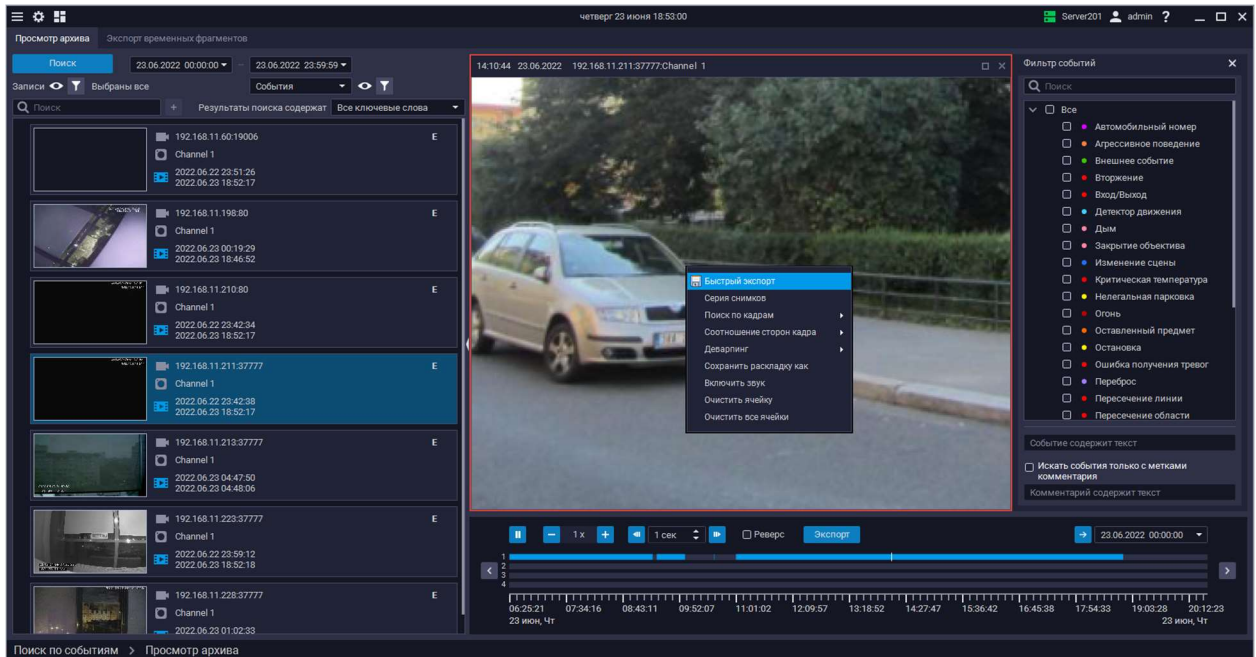 четверг 23 июня 18:53:00
Server201 admin ?
Просмотр архива Экспорт временных фрагментов
Поиск 23.06.2022 00:00:00 – 23.06.2022 23:59:59
Записи Выбраны все События
Поиск + Результаты поиска содержат Все ключевые слова
192.168.11.60:19006 E
Channel 1
2022.06.22 23:51:26
2022.06.23 18:52:17
192.168.11.198:80 E
Channel 1
2022.06.23 00:19:29
2022.06.23 18:46:52
192.168.11.210:80 E
Channel 1
2022.06.22 23:42:34
2022.06.23 18:52:17
192.168.11.211:37777 E
Channel 1
2022.06.22 23:42:38
2022.06.23 18:52:17
192.168.11.213:37777 E
Channel 1
2022.06.23 04:47:50
2022.06.23 04:48:06
192.168.11.223:37777 E
Channel 1
2022.06.22 23:59:12
2022.06.23 18:52:18
192.168.11.228:37777 E
Channel 1
2022.06.23 01:02:33
14:10:44 23.06.2022 192.168.11.211:37777:Channel 1
Быстрый экспорт
Серия снимков
Поиск по кадрам
Соотношение сторон кадра
Деварпинг
Сохранить раскладку как
Включить звук
Очистить ячейку
Очистить все ячейки
Фильтр событий
Поиск
Все
Автомобильный номер
Агрессивное поведение
Внешнее событие
Вторжение
Вход/Выход
Детектор движения
Дым
Закрытие объектива
Изменение сцены
Критическая температура
Нелегальная парковка
Огонь
Оставленный предмет
Остановка
Ошибка получения тревог
Переброс
Пересечение линии
Пересечение области
Событие содержит текст
Искать события только с метками
комментария
Комментарий содержит текст
1 x + 1 сек Реверс Экспорт 23.06.2022 00:00:00
1
2
3
4
06:25:21 07:34:16 08:43:11 09:52:07 11:01:02 12:09:57 13:18:52 14:27:47 15:36:42 16:45:38 17:54:33 19:03:28 20:12:23
23 июн, Чт 23 июн, Чт
Поиск по событиям > Просмотр архива